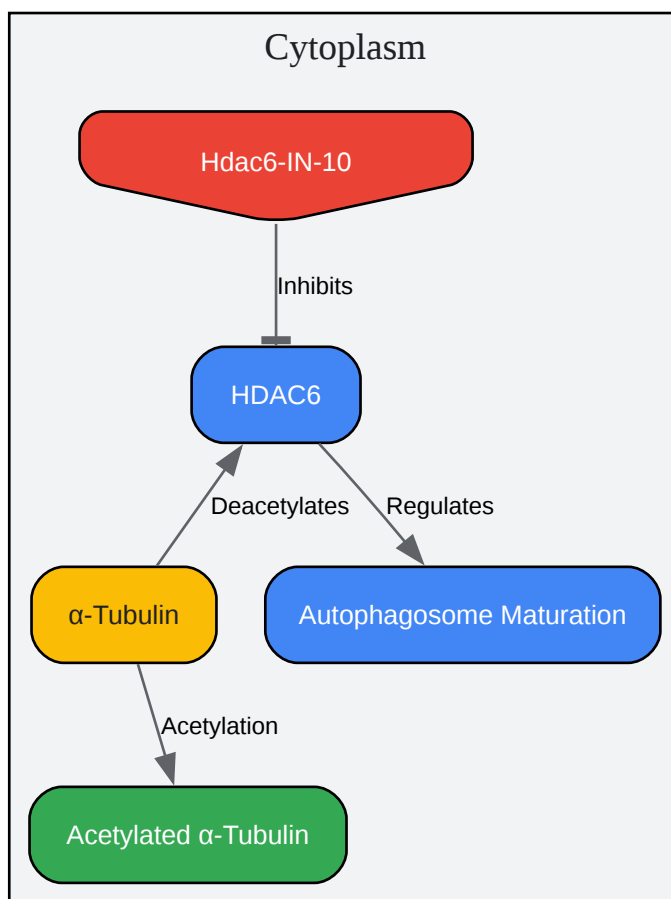 Cytoplasm
Hdac6-IN-10
Inhibits
HDAC6
Deacetylates
Regulates
α-Tubulin
Autophagosome Maturation
Acetylation
Acetylated α-Tubulin